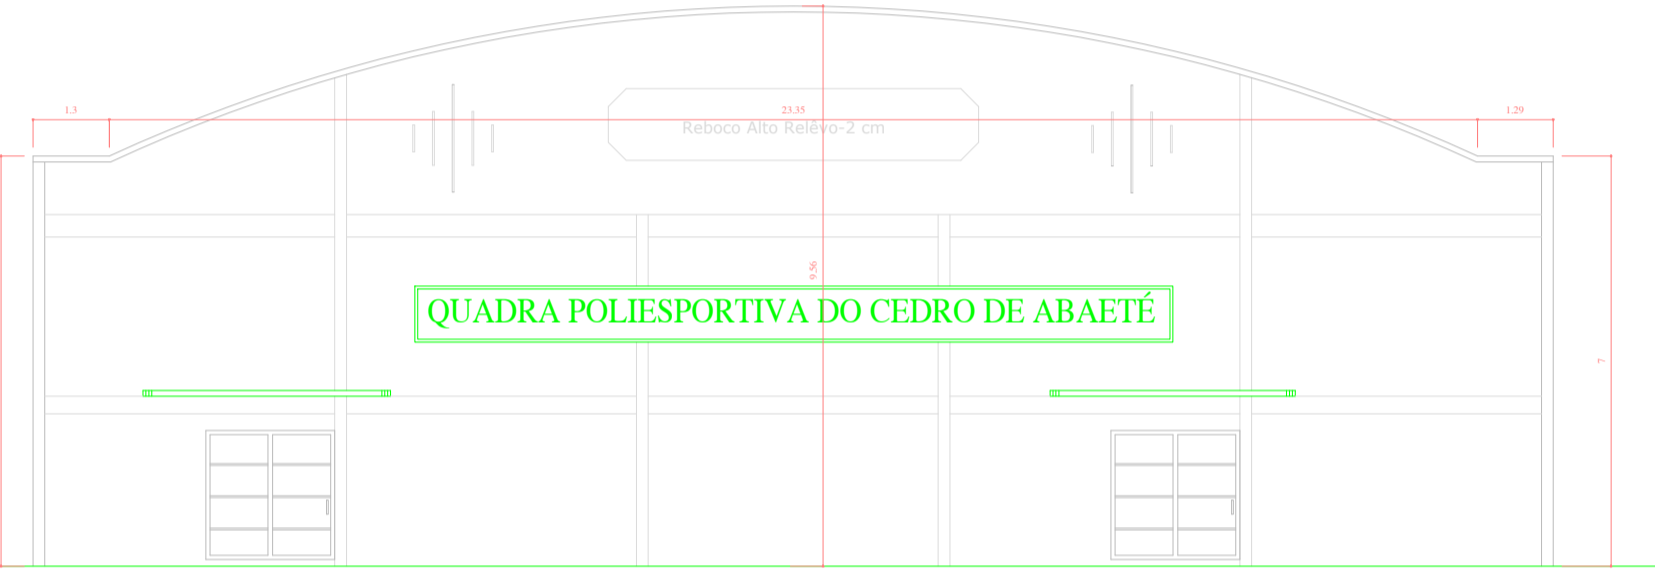 1.3
23.35
1.29
Reboco Alto Relêvo-2 cm
9.56
QUADRA POLIESPORTIVA DO CEDRO DE ABAETÉ
7